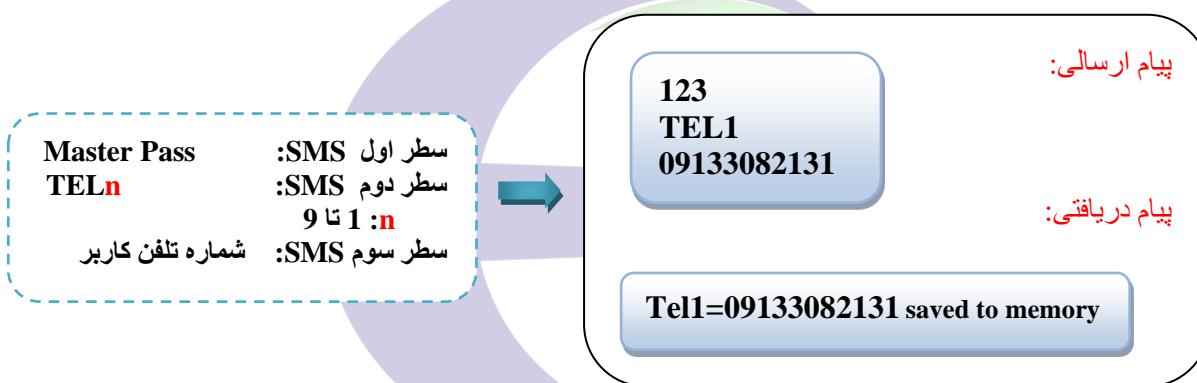 سطر اول SMS: Master Pass
سطر دوم SMS: TELn
n: 1 تا 9
سطر سوم SMS: شماره تلفن کاربر
پیام ارسالی:
123
TEL1
09133082131
پیام دریافتی:
Tel1=09133082131 saved to memory